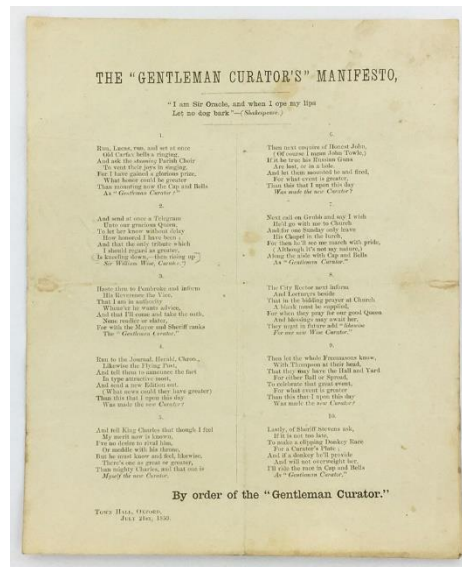 THE "GENTLEMAN CURATOR'S" MANIFESTO,
"I am Sir Oracle, and when I ope my lips
Let no dog bark"—(Shakespeare.)
1.
Run, Lucas, run, and set at once
Old Carfax bells a ringing,
And ask the stunning Parish Choir
To vent their joys in singing.
For I have gained a glorious prize,
What honor could be greater
Thus mounting now the Cap and Bells
As "Gentleman Curator?"
2.
And send at once a Telegram
Unto our gracious Queen,
To let her know without delay
How honored I have been;
And that the only tribute which
I should regard as greater,
Is kneeling down, then rising up
Sir William Wise, Curator."
3.
Haste then to Pembroke and inform
His Reverence the Vice,
That I am in authority
Whene'er he wants advice,
And that I'll come and take the oath,
Soon or later,
For with the Mayor and Sheriff ranks
The "Gentleman Curator,"
4.
Run to the Journal, Herald, Chron.,
Likewise the Flying Post,
And tell them to announce the fact
In type attractive most,
And send a new Edition out,
(What news could they have greater)
Than this that I upon this day
Was made the new Curator!
5.
And tell King Charles that though I find
My merit now is known,
I've no desire to rival him,
Or meddle with his throne,
But he must know and feel, likewise,
There's one as great or greater,
Than mighty Charles, and that one is
Myself the new Curator.
6.
Then next enquire of Honest John,
(Of course I mean John Towle,)
If it be true his Russian Guns
Are lost, or in a hole.
And let them mounted be and fired,
For what event is greater,
Than this that I upon this day
Was made the new Curator?
7.
Next call on Grubb and say I wish
He'd go with me to Church
And for one Sunday only leave
His Chapel in the lurch,
For then he'll see me march with pride,
(Although it's not my nature,)
Along the aisle with Cap and Bells
As "Gentleman Curator."
8.
The City Rector next inform
And Lecturers beside
That in the bidding prayer at Church
A blank must be supplied,
For when they pray for our good Queen
And blessings may await her,
They must in future add "likewise
For our new Wise Curator."
9.
Then let the whole Freemasons know,
With Thompson at their head,
That they may have the Hall and Yard
For either Ball or Spread,
To celebrate that great event,
For what event is greater
Than this that I upon this day
Was made the new Curator?
10.
Lastly, of Sheriff Stevens ask,
If it is not too late,
To make a clipping Donkey Race
For a Curator's Plate;
And if a donkey he'll provide
And will not overweight her,
I'll ride the race in Cap and Bells
As "Gentleman Curator,"
By order of the "Gentleman Curator."
TOWN HALL, OXFORD,
JULY